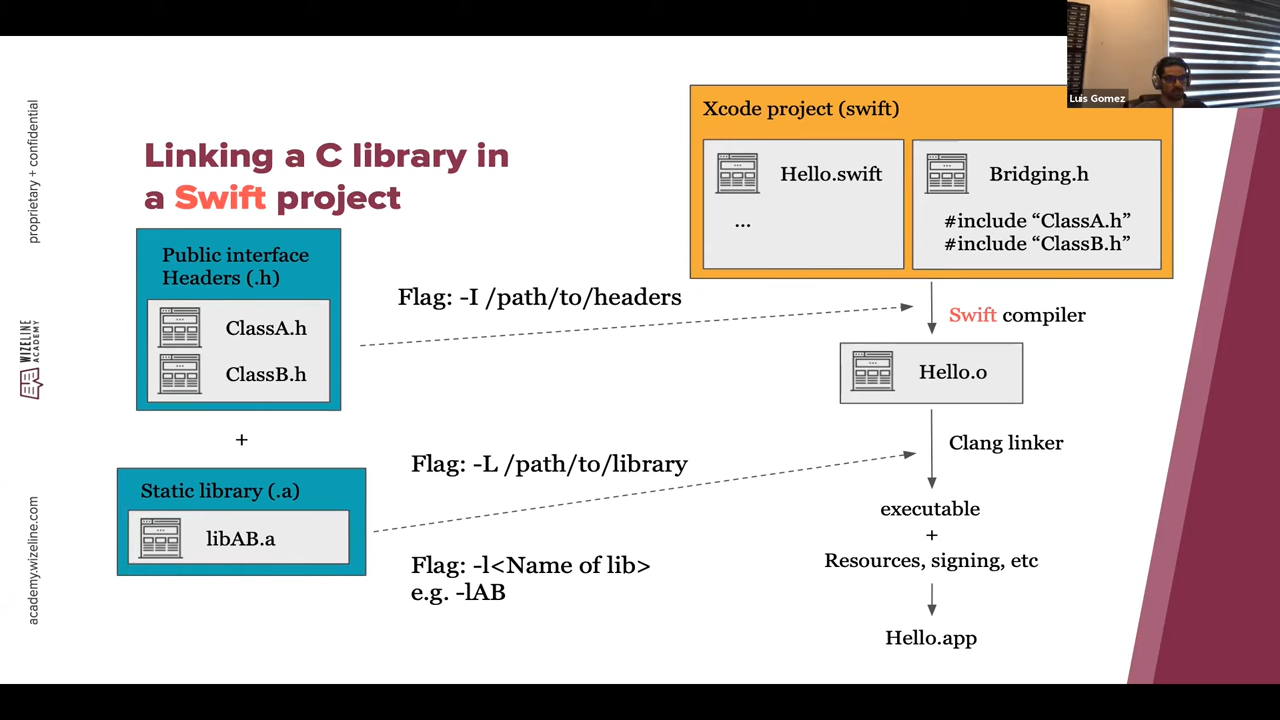 Luis Gomez
proprietary + confidential
WIZELINE
ACADEMY
academy.wizeline.com
Linking a C library in
a Swift project
Public interface
Headers (.h)
ClassA.h
ClassB.h
+
Static library (.a)
libAB.a
Flag: -I /path/to/headers
Flag: -L /path/to/library
Flag: -l<Name of lib>
e.g. -lAB
Xcode project (swift)
Hello.swift
...
Bridging.h
#include “ClassA.h”
#include “ClassB.h”
Swift compiler
Hello.o
Clang linker
executable
+
Resources, signing, etc
Hello.app